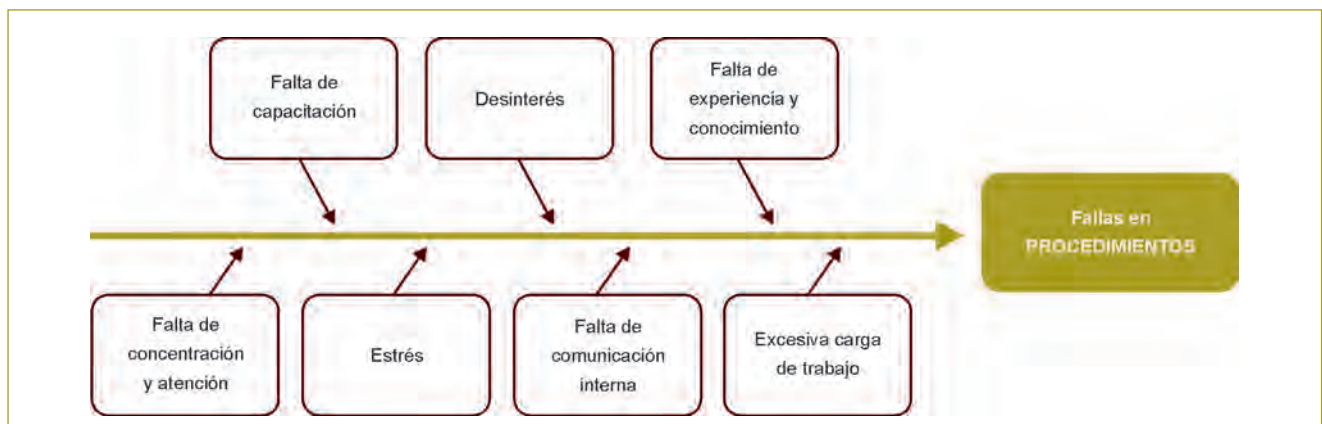 Falta de
capacitación
Desinterés
Falta de
experiencia y
conocimiento
Fallas en
PROCEDIMIENTOS
Falta de
concentración
y atención
Estrés
Falta de
comunicación
interna
Excesiva carga
de trabajo